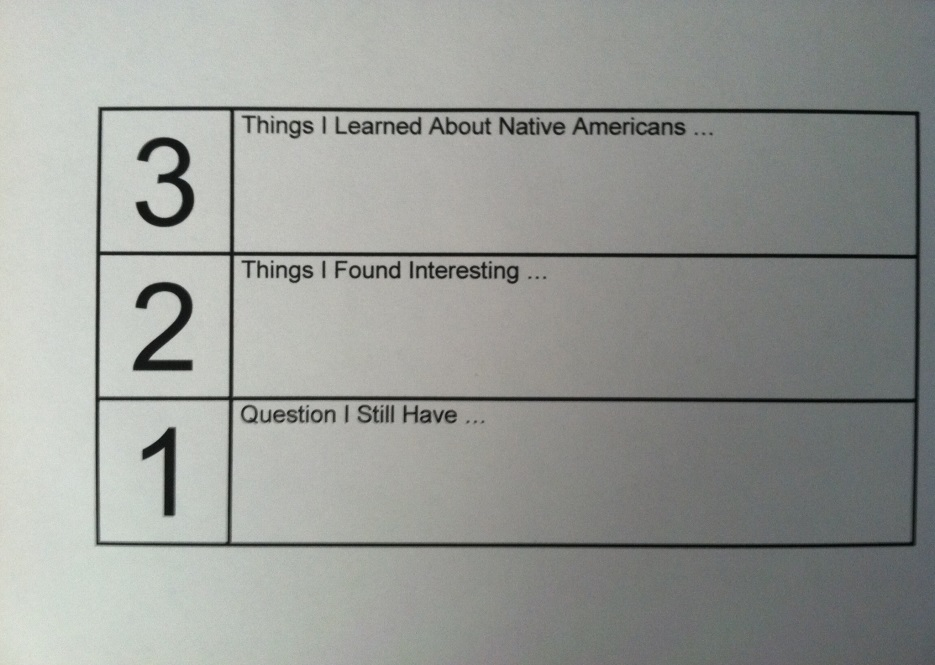 3
Things I Learned About Native Americans ...
2
Things I Found Interesting ...
1
Question I Still Have ...